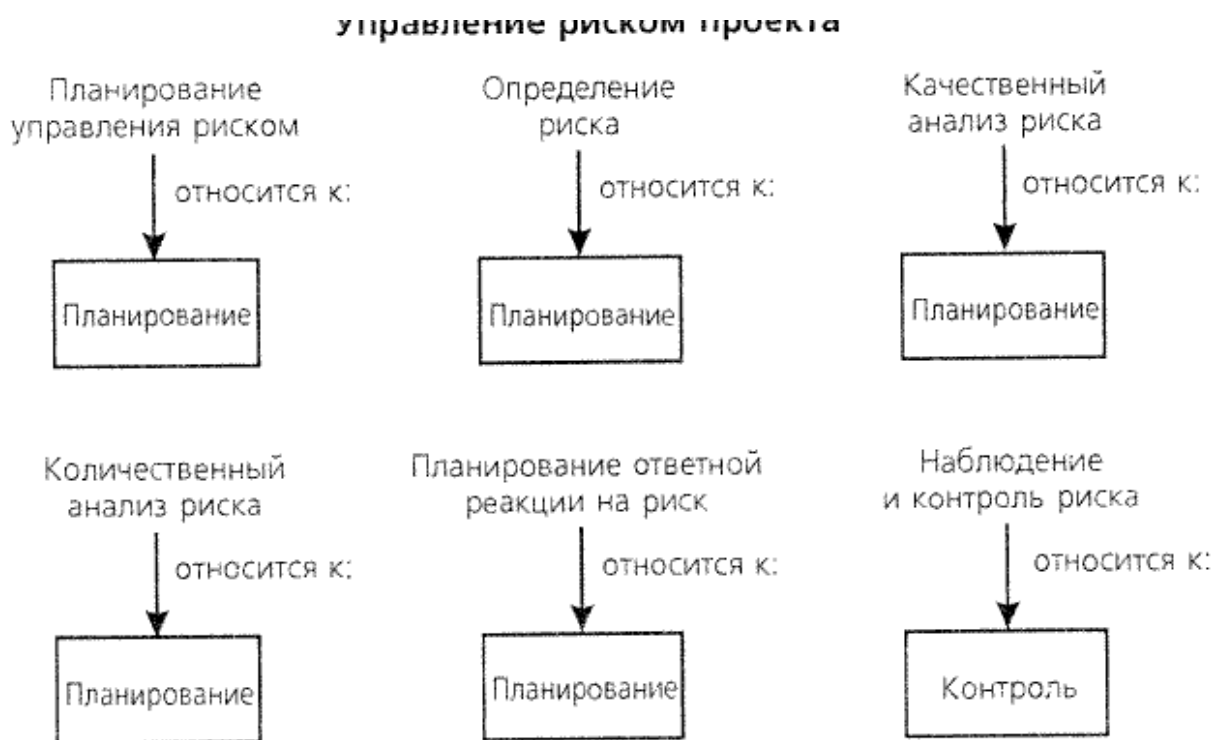 Управление риском проекта
Планирование
управления риском
относится к:
Планирование
Определение
риска
относится к:
Планирование
Качественный
анализ риска
относится к:
Планирование
Количественный
анализ риска
относится к:
Планирование
Планирование ответной
реакции на риск
относится к:
Планирование
Наблюдение
и контроль риска
относится к:
Контроль